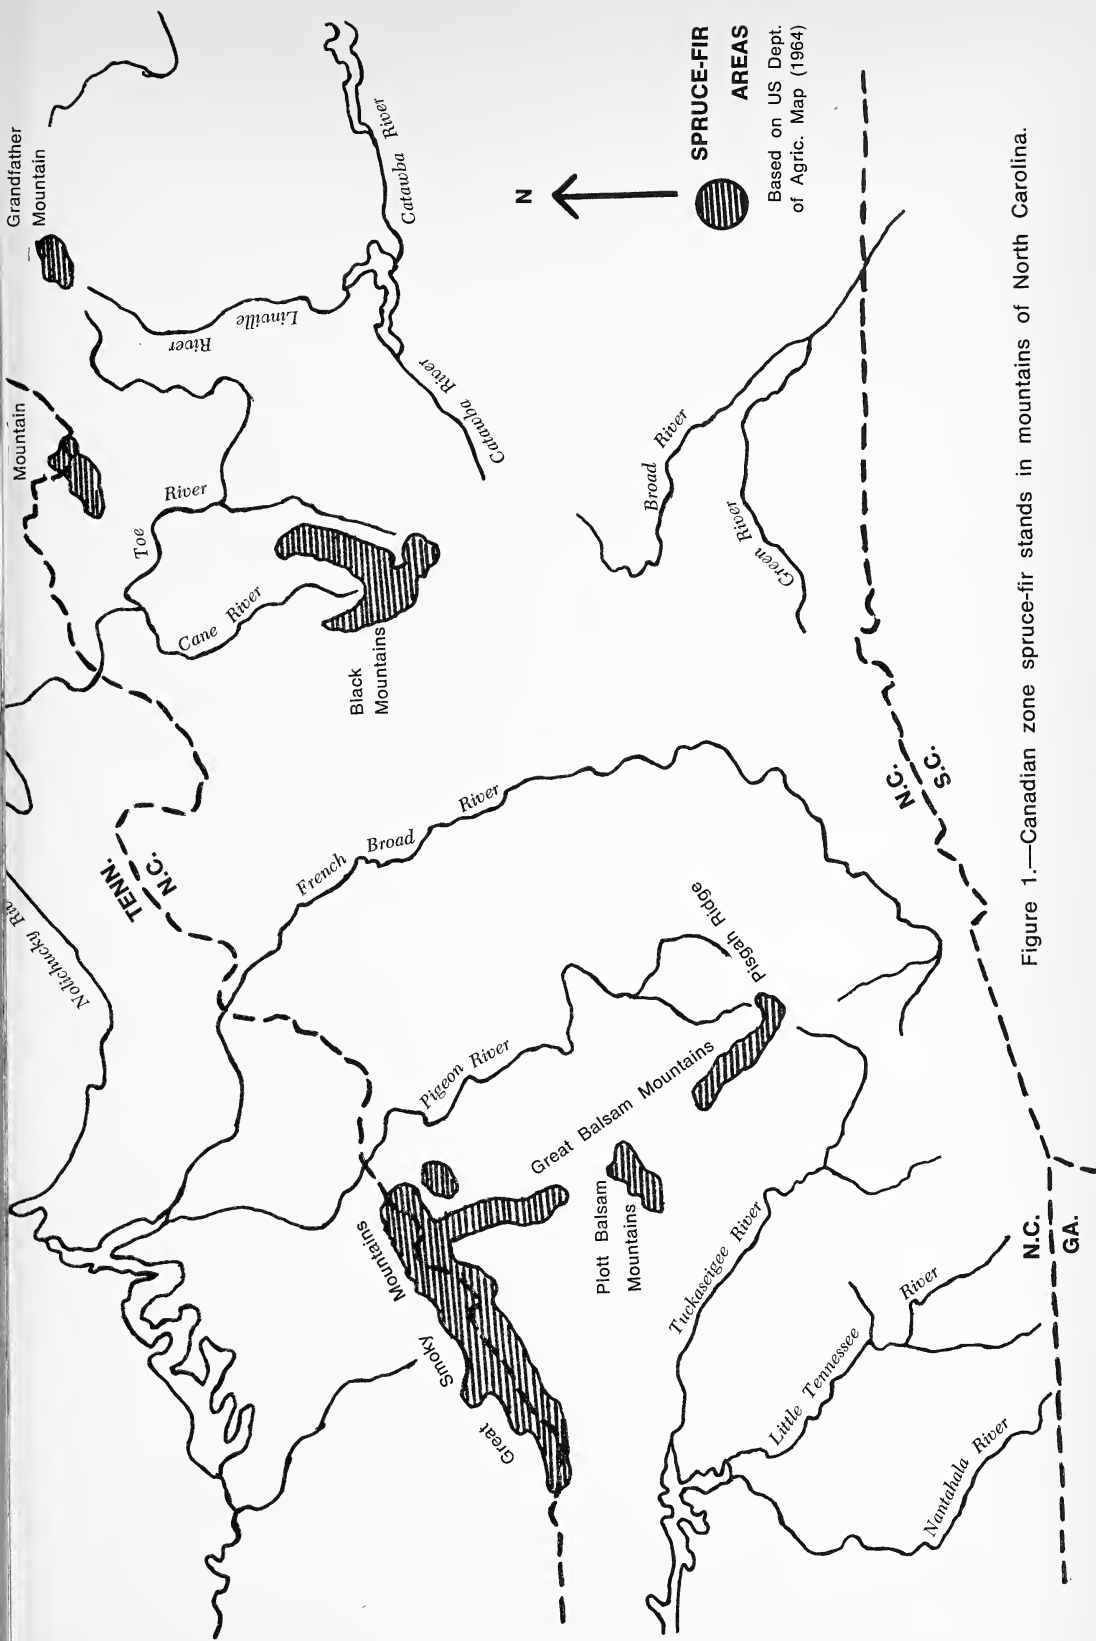 Grandfather
Mountain
Mountain
Linville
River
Catawba River
Catawba River
Toe
River
Cane River
Black
Mountains
N
SPRUCE-FIR
AREAS
Based on US Dept.
of Agric. Map (1964)
Broad
River
Green River
TENN.
N.C.
Nolichucky
French
Broad
River
N.C.
S.C.
Pisgah Ridge
Pigeon River
Great Balsam Mountains
Plott Balsam
Mountains
Great
Smoky
Mountains
Tuckaseigee River
Little Tennessee
River
Nantahala River
N.C.
GA.
Figure 1.—Canadian zone spruce-fir stands in mountains of North Carolina.